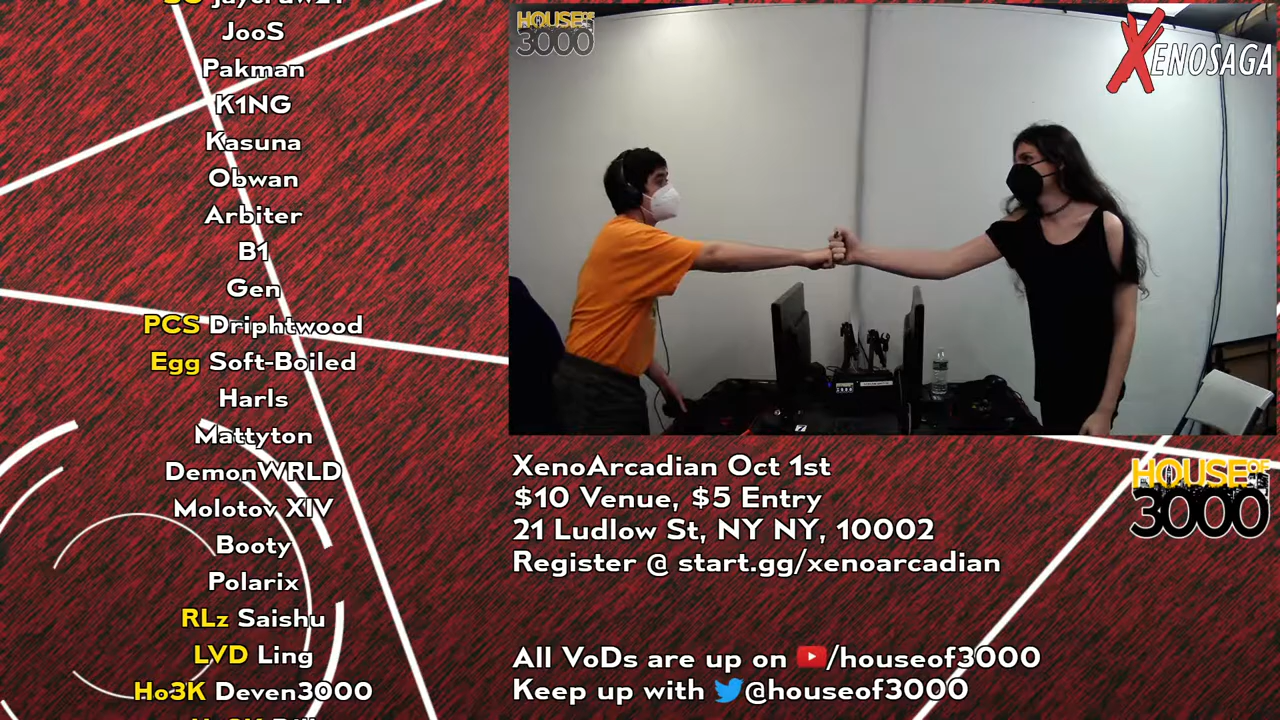 JooS
Pakman
K1NG
Kasuna
Obwan
Arbiter
B1
Gen
PCS Driphtwood
Egg Soft-Boiled
Harls
Mattyton
DemonWRLD
Molotov XIV
Booty
Polarix
RLz Saishu
LVD Ling
Ho3K Deven3000
HOUSE OF
3000
XENOSAGA
XenoArcadian Oct 1st
$10 Venue, $5 Entry
21 Ludlow St, NY NY, 10002
Register @ start.gg/xenoarcadian
HOUSE OF
3000
All VoDs are up on /houseof3000
Keep up with @houseof3000